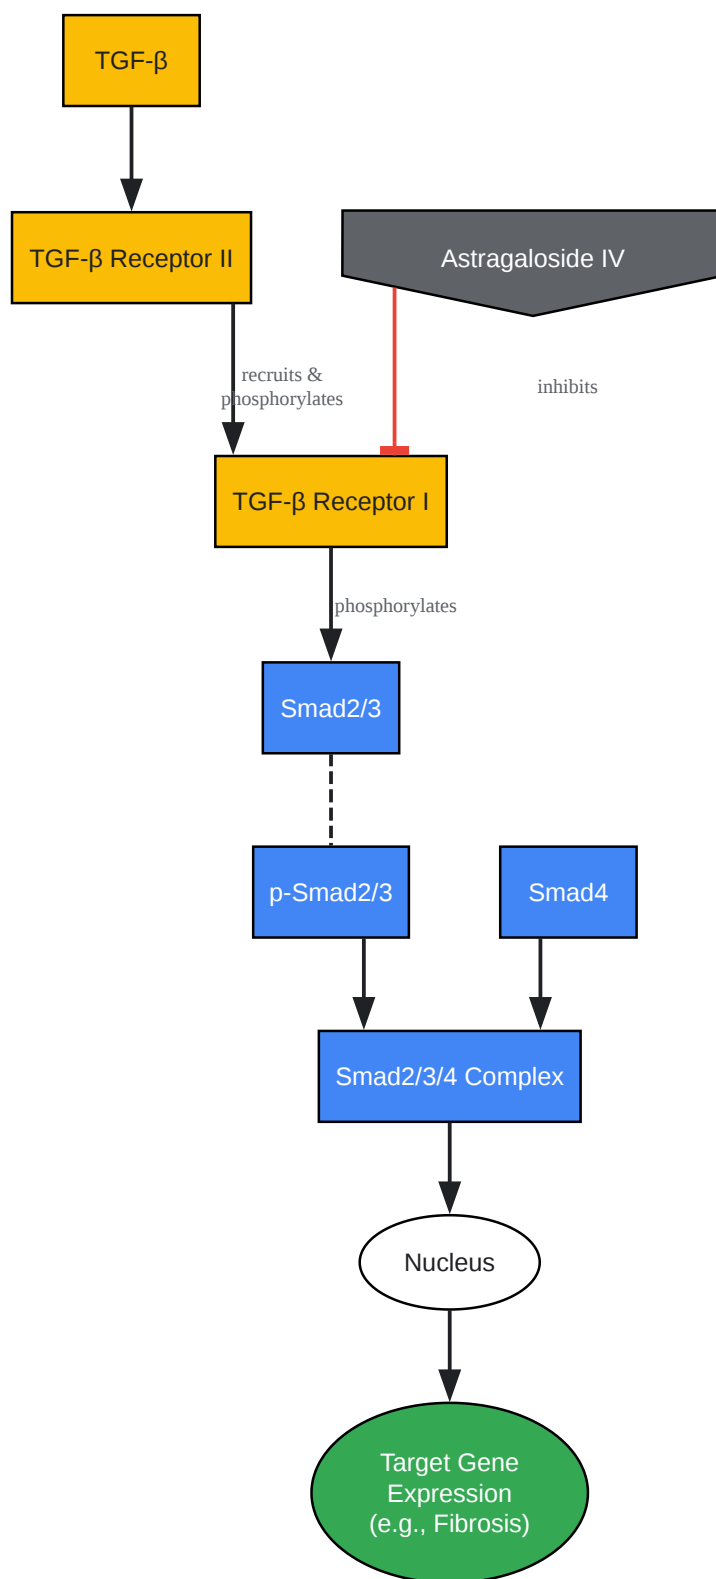 TGF-β
TGF-β Receptor II
Astragaloside IV
recruits &
phosphorylates
inhibits
TGF-β Receptor I
phosphorylates
Smad2/3
p-Smad2/3
Smad4
Smad2/3/4 Complex
Nucleus
Target Gene
Expression
(e.g., Fibrosis)